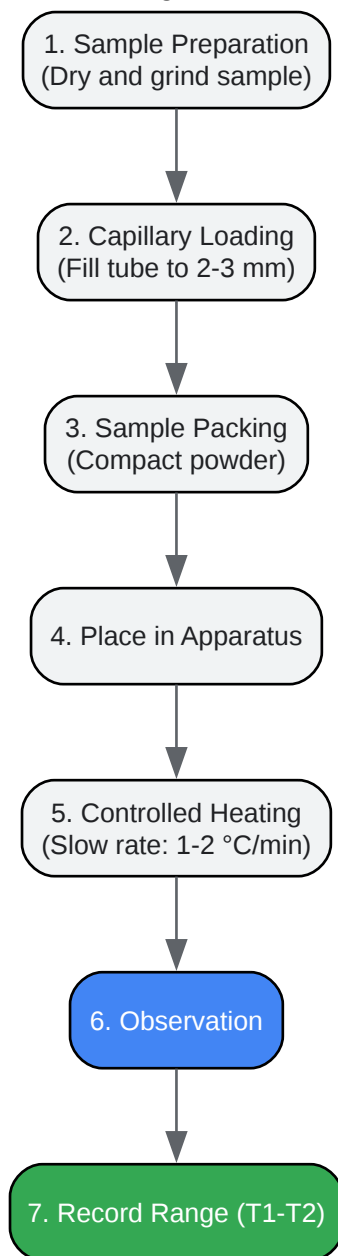 1. Sample Preparation
(Dry and grind sample)
2. Capillary Loading
(Fill tube to 2-3 mm)
3. Sample Packing
(Compact powder)
4. Place in Apparatus
5. Controlled Heating
(Slow rate: 1-2 °C/min)
6. Observation
7. Record Range (T1-T2)